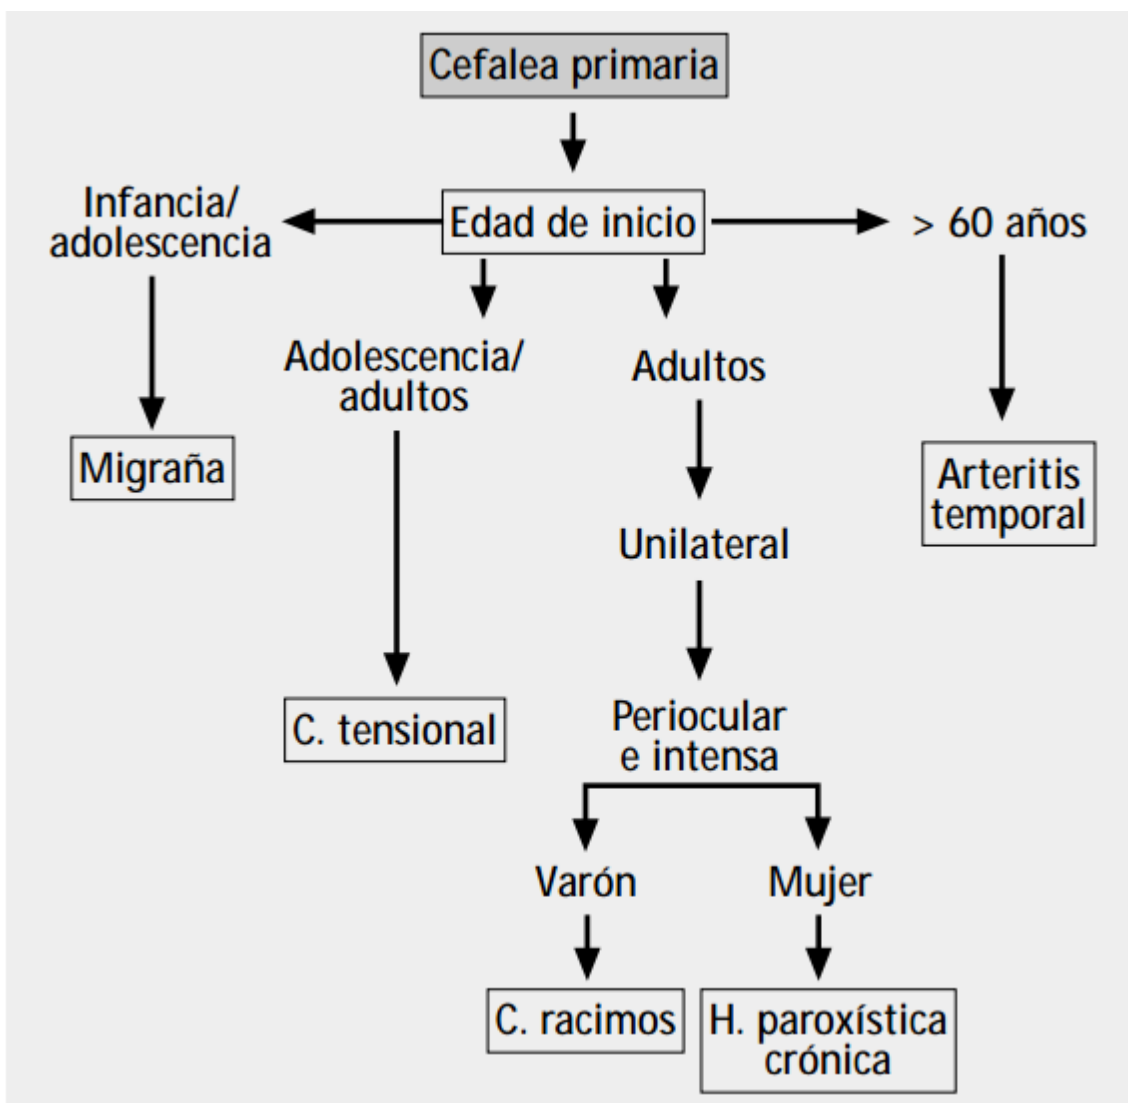 Cefalea primaria
Infancia/
adolescencia
Edad de inicio
> 60 años
Adolescencia/
adultos
Adultos
Migraña
Arteritis
temporal
Unilateral
C. tensional
Periocular
e intensa
Varón
Mujer
C. racimos
H. paroxística
crónica